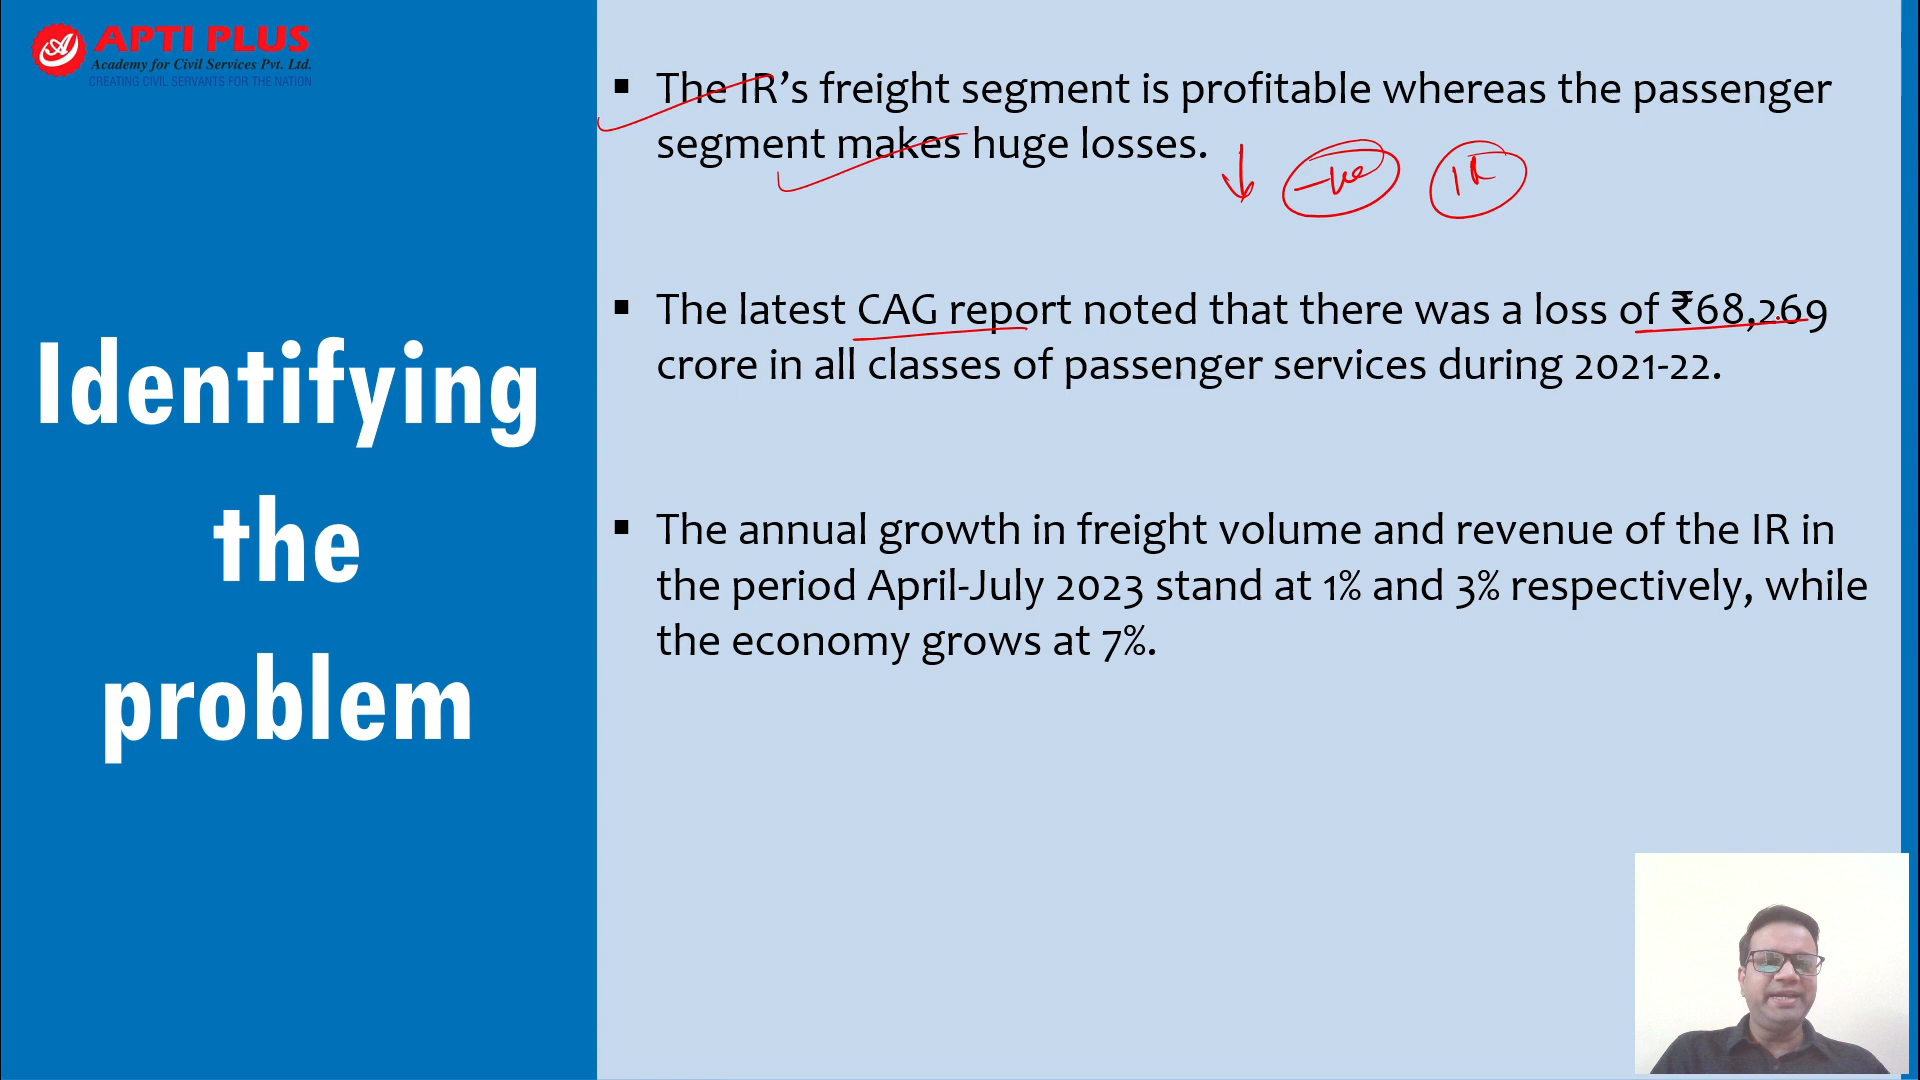 APTI PLUS
Academy for Civil Services Pvt. Ltd.
CREATING CIVIL SERVANTS FOR THE NATION
Identifying
the
problem
▪ The IR’s freight segment is profitable whereas the passenger
segment makes huge losses.
-ve IR
▪ The latest CAG report noted that there was a loss of ₹68,269
crore in all classes of passenger services during 2021-22.
▪ The annual growth in freight volume and revenue of the IR in
the period April-July 2023 stand at 1% and 3% respectively, while
the economy grows at 7%.